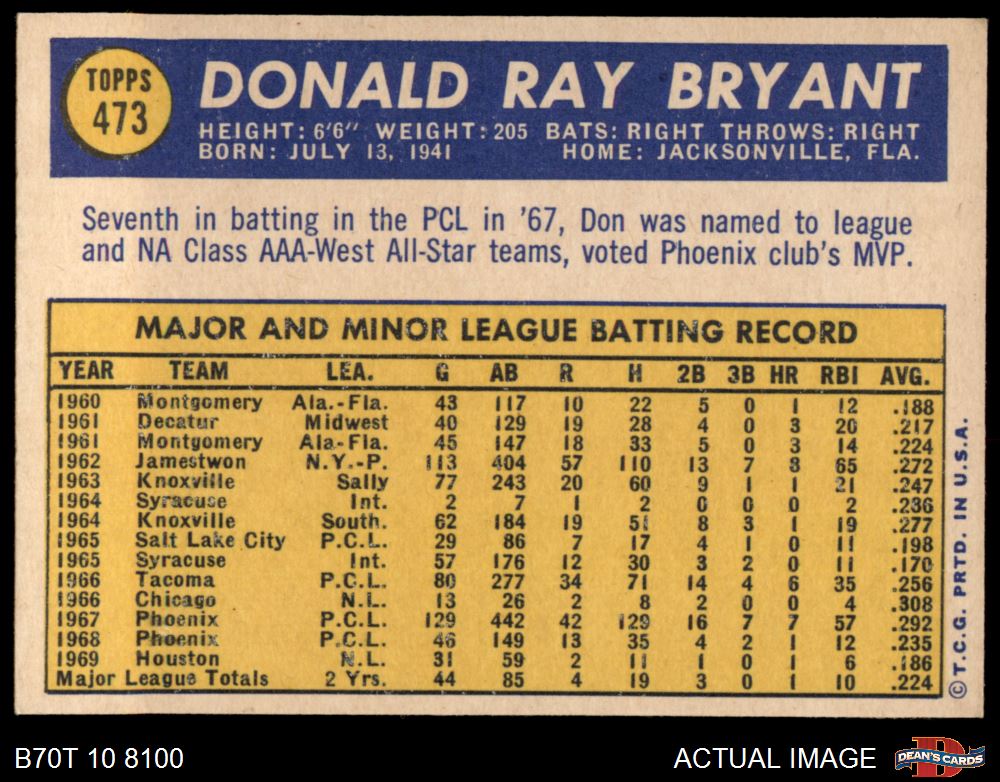 TOPPS
473
DONALD RAY BRYANT
HEIGHT: 6'6" WEIGHT: 205 BATS: RIGHT THROWS: RIGHT
BORN: JULY 13, 1941 HOME: JACKSONVILLE, FLA.
Seventh in batting in the PCL in '67, Don was named to league
and NA Class AAA-West All-Star teams, voted Phoenix club's MVP.
MAJOR AND MINOR LEAGUE BATTING RECORD
YEAR TEAM LEA. G AB R H 2B 3B HR RBI AVG.
1960 Montgomery Ala.-Fla. 43 117 10 22 5 0 1 12 .188
1961 Decatur Midwest 40 129 19 28 4 0 3 20 .217
1961 Montgomery Ala-Fla. 45 147 18 33 5 0 3 14 .224
1962 Jamestwon N.Y.-P. 113 404 57 110 13 7 8 65 .272
1963 Knoxville Sally 77 243 20 60 9 1 1 21 .247
1964 Syracuse Int. 2 7 1 2 0 0 0 2 .286
1964 Knoxville South. 62 184 19 51 8 3 1 19 .277
1965 Salt Lake City P.C.L. 29 86 7 17 4 1 0 11 .198
1965 Syracuse Int. 57 176 12 30 3 2 0 11 .170
1966 Tacoma P.C.L. 80 277 34 71 14 4 6 35 .256
1966 Chicago N.L. 13 26 2 8 2 0 0 4 .308
1967 Phoenix P.C.L. 129 442 42 129 16 7 7 57 .292
1968 Phoenix P.C.L. 46 149 13 35 4 2 1 12 .235
1969 Houston N.L. 31 59 2 11 1 0 1 6 .186
Major League Totals 2 Yrs. 44 85 4 19 3 0 1 10 .224
© T.C.G. PRTD. IN U.S.A.
B70T 10 8100
ACTUAL IMAGE
D
DEAN'S CARDS